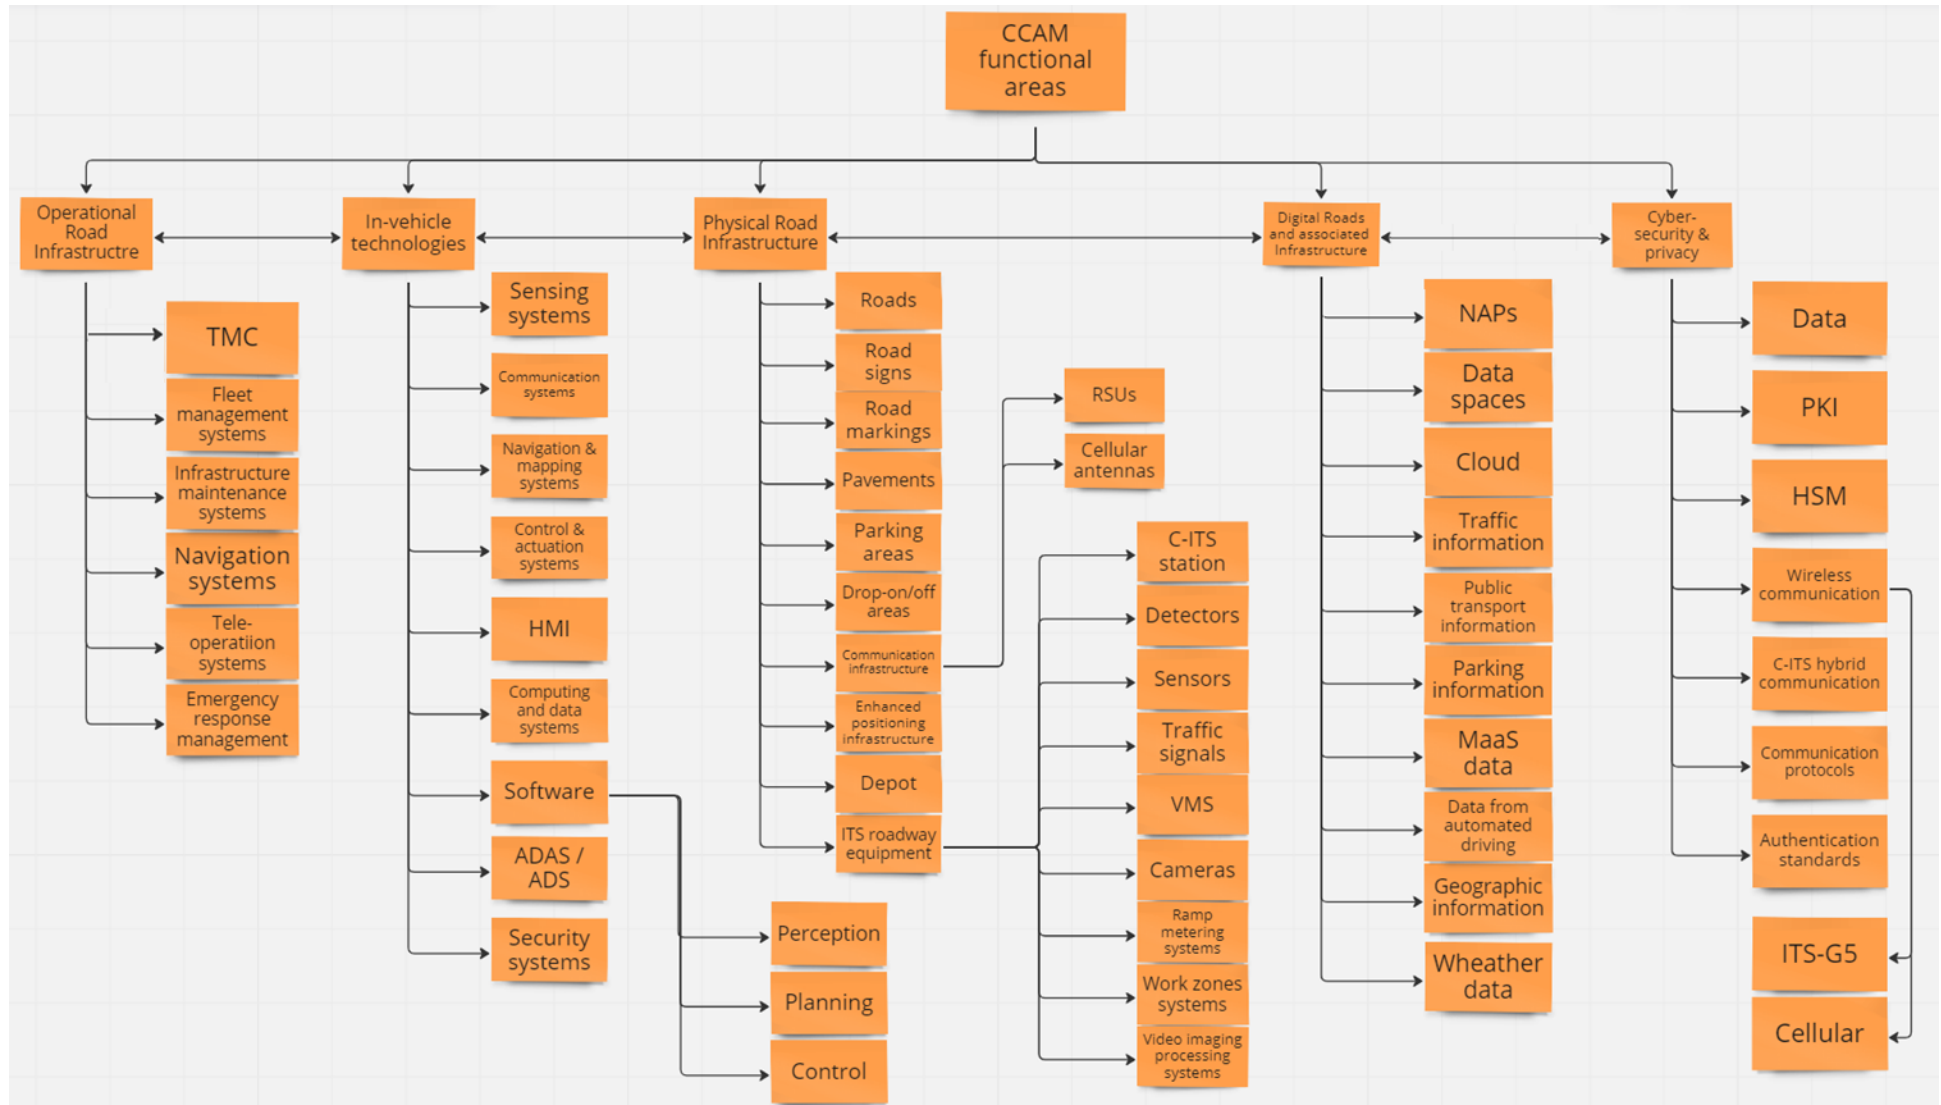 CCAM
functional
areas
Operational
Road
Infrastructre
In-vehicle
technologies
Physical Road
Infrastructure
Digital Roads
and associated
Infrastructure
Cyber-
security &
privacy
TMC
Fleet
management
systems
Infrastructure
maintenance
systems
Navigation
systems
Tele-
operatiion
systems
Emergency
response
management
Sensing
systems
Communication
systems
Navigation &
mapping
systems
Control &
actuation
systems
HMI
Computing
and data
systems
Software
ADAS /
ADS
Security
systems
Perception
Planning
Control
Roads
Road
signs
Road
markings
Pavements
Parking
areas
Drop-on/off
areas
Communication
infrastructure
Enhanced
positioning
infrastructure
Depot
ITS roadway
equipment
RSUs
Cellular
antennas
C-ITS
station
Detectors
Sensors
Traffic
signals
VMS
Cameras
Ramp
metering
systems
Work zones
systems
Video imaging
processing
systems
NAPs
Data
spaces
Cloud
Traffic
information
Public
transport
information
Parking
information
MaaS
data
Data from
automated
driving
Geographic
information
Wheather
data
Data
PKI
HSM
Wireless
communication
C-ITS hybrid
communication
Communication
protocols
Authentication
standards
ITS-G5
Cellular